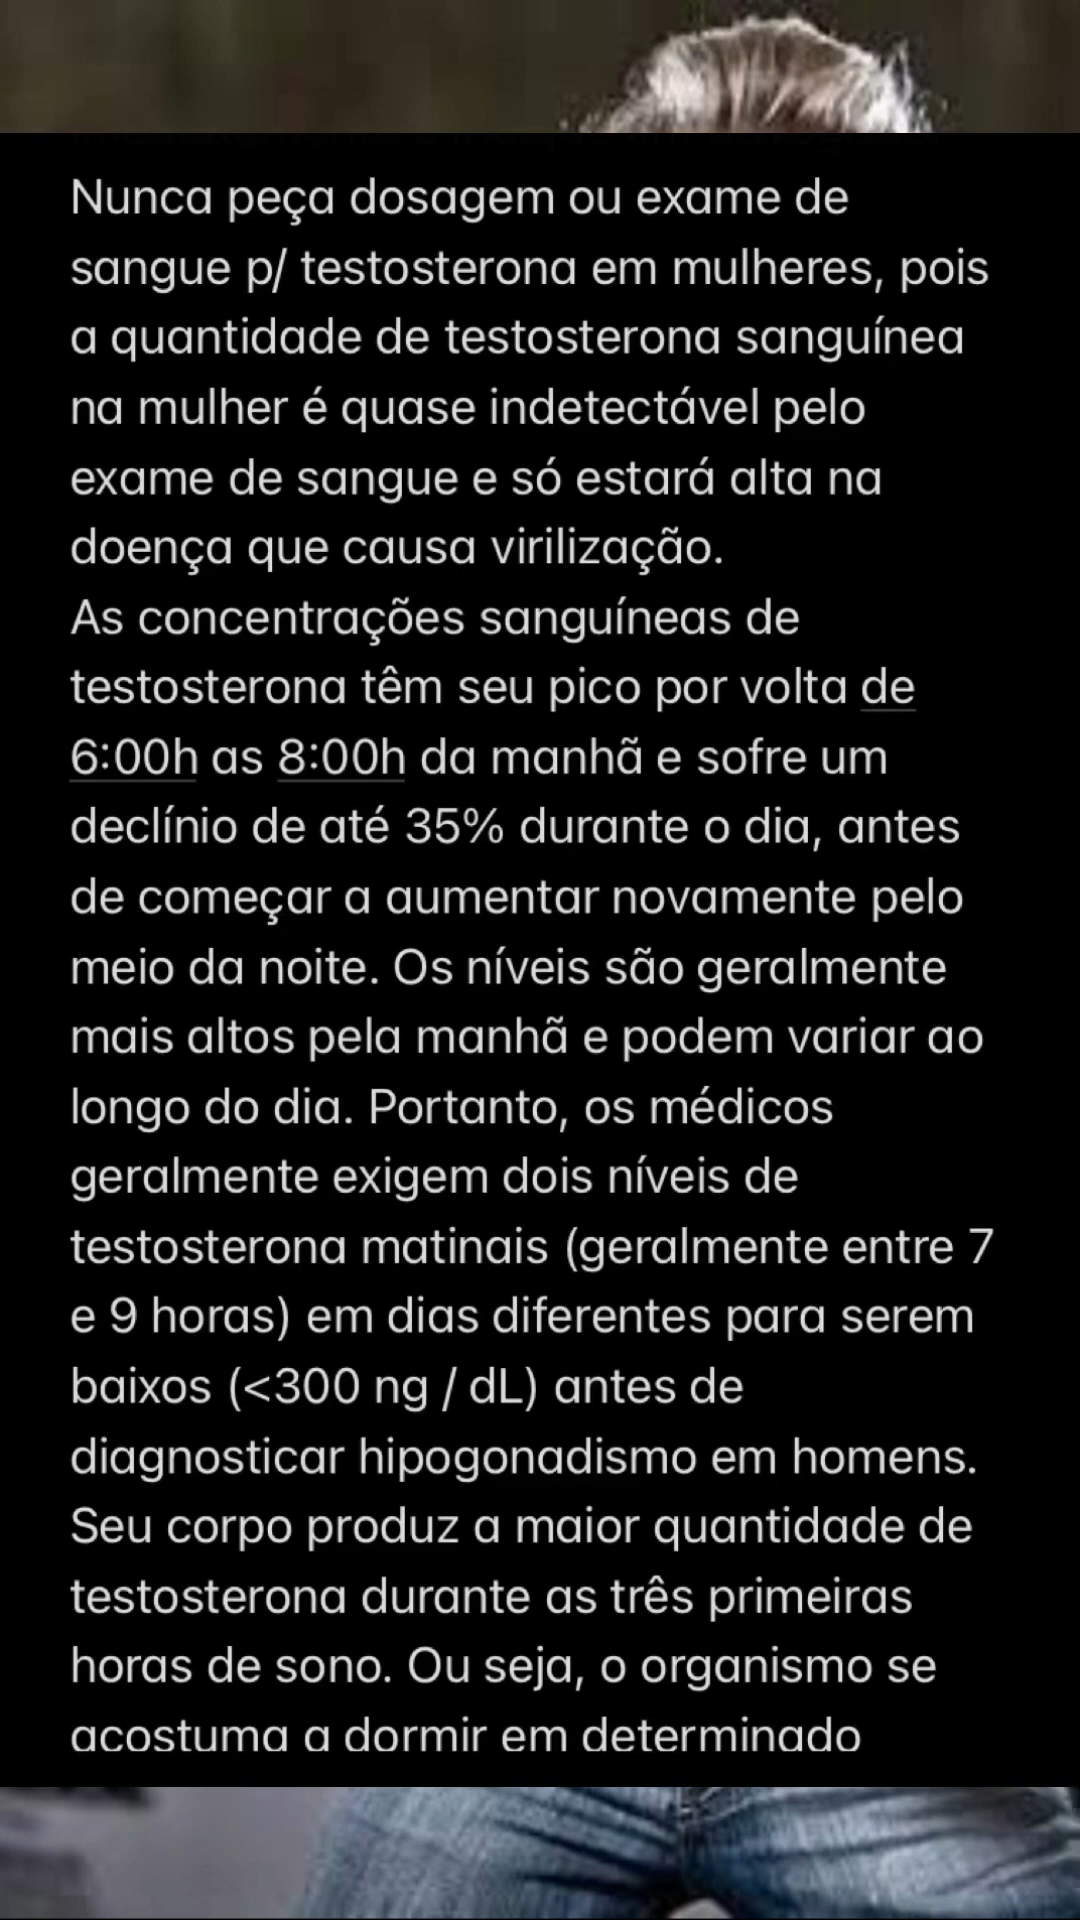 Nunca peça dosagem ou exame de
sangue p/ testosterona em mulheres, pois
a quantidade de testosterona sanguínea
na mulher é quase indetectável pelo
exame de sangue e só estará alta na
doença que causa virilização.
As concentrações sanguíneas de
testosterona têm seu pico por volta de
6:00h as 8:00h da manhã e sofre um
declínio de até 35% durante o dia, antes
de começar a aumentar novamente pelo
meio da noite. Os níveis são geralmente
mais altos pela manhã e podem variar ao
longo do dia. Portanto, os médicos
geralmente exigem dois níveis de
testosterona matinais (geralmente entre 7
e 9 horas) em dias diferentes para serem
baixos (<300 ng / dL) antes de
diagnosticar hipogonadismo em homens.
Seu corpo produz a maior quantidade de
testosterona durante as três primeiras
horas de sono. Ou seja, o organismo se
acostuma a dormir em determinado